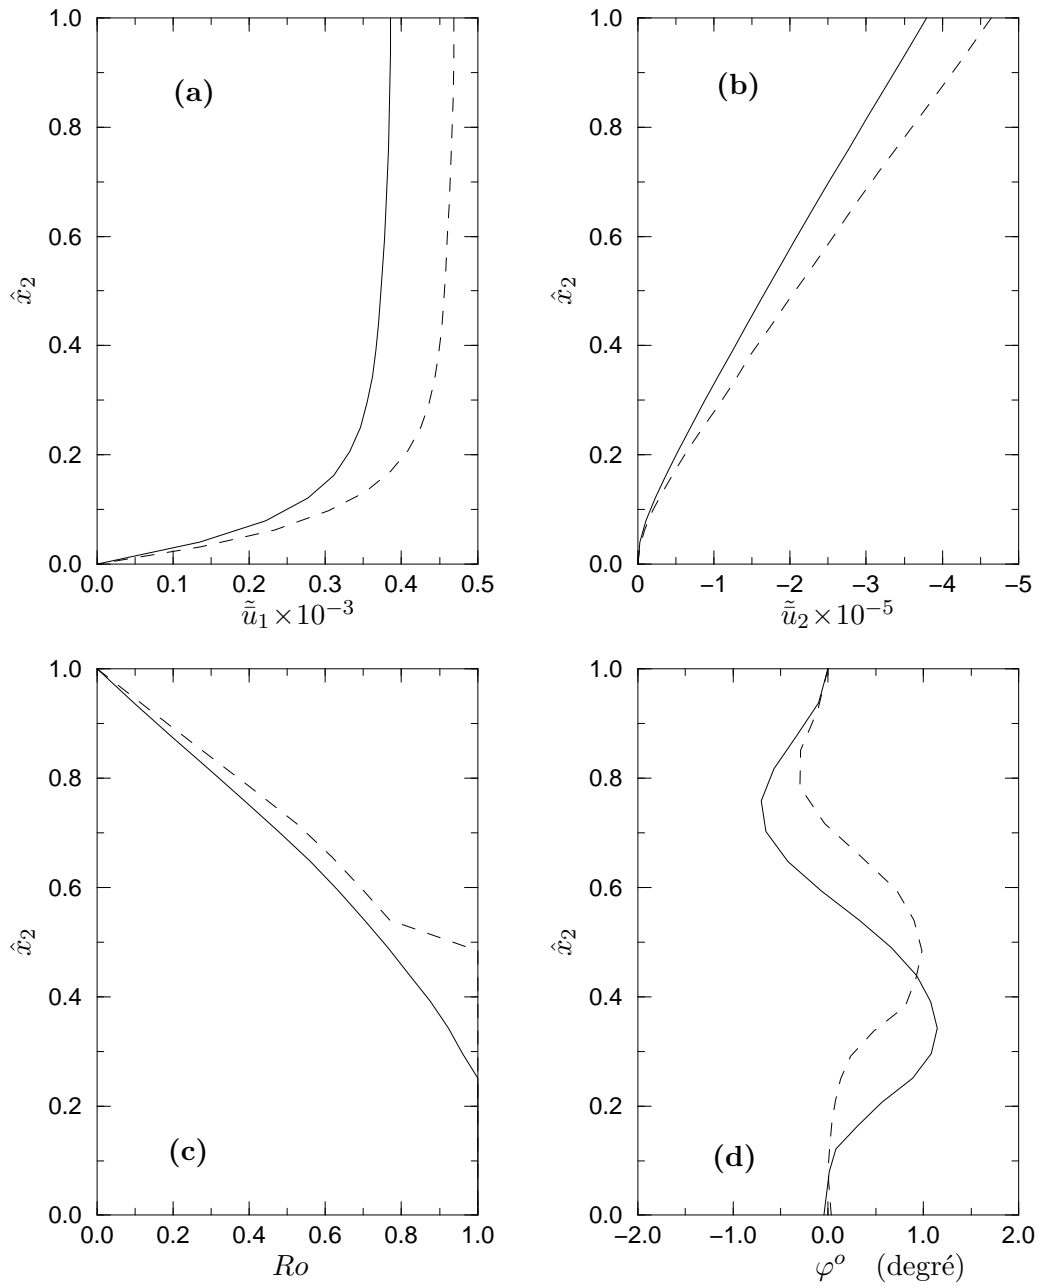 1.0
0.8
0.6
0.4
0.2
0.0
x̂₂
(a)
0.0 0.1 0.2 0.3 0.4 0.5
ũ̄₁×10⁻³
1.0
0.8
0.6
0.4
0.2
0.0
x̂₂
(b)
0 −1 −2 −3 −4 −5
ũ̄₂×10⁻⁵
1.0
0.8
0.6
0.4
0.2
0.0
x̂₂
(c)
0.0 0.2 0.4 0.6 0.8 1.0
Ro
1.0
0.8
0.6
0.4
0.2
0.0
x̂₂
(d)
−2.0 −1.0 0.0 1.0 2.0
φᵒ (degré)